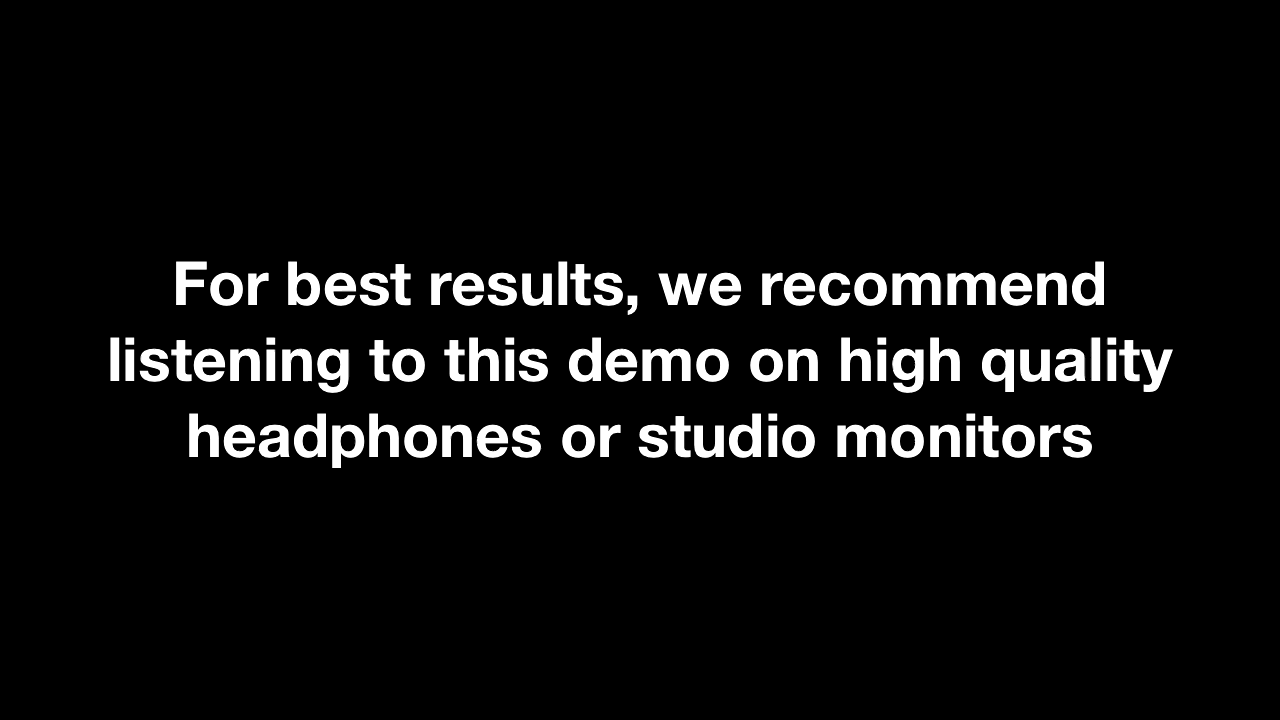 For best results, we recommend
listening to this demo on high quality
headphones or studio monitors